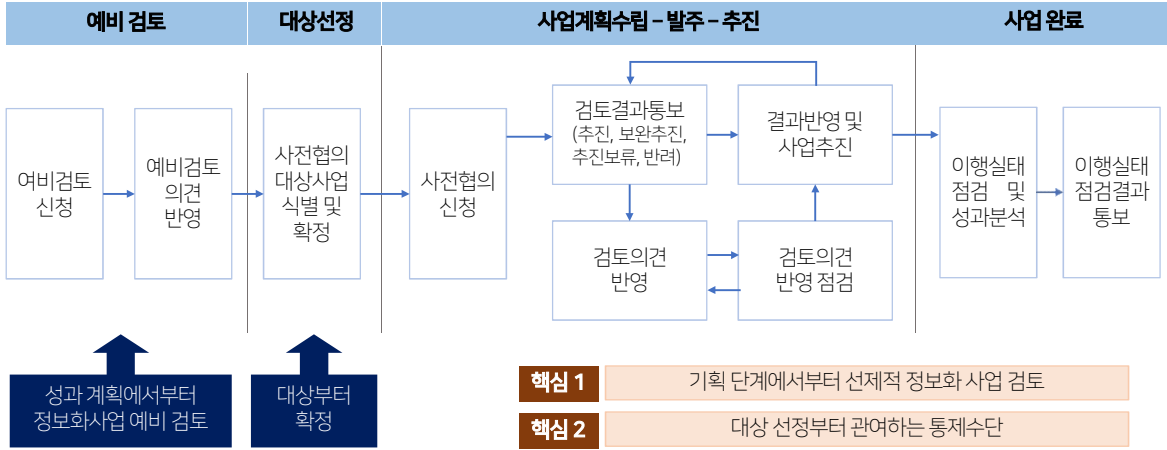 예비 검토
대상선정
사업계획수립 – 발주 – 추진
사업 완료
여비검토
신청
예비검토
의견
반영
사전협의
대상사업
식별 및
확정
사전협의
신청
검토결과통보
(추진, 보완추진,
추진보류, 반려)
결과반영 및
사업추진
검토의견
반영
검토의견
반영 점검
이행실태
점검 및
성과분석
이행실태
점검결과
통보
성과 계획에서부터
정보화사업 예비 검토
대상부터
확정
핵심 1
기획 단계에서부터 선제적 정보화 사업 검토
핵심 2
대상 선정부터 관여하는 통제수단